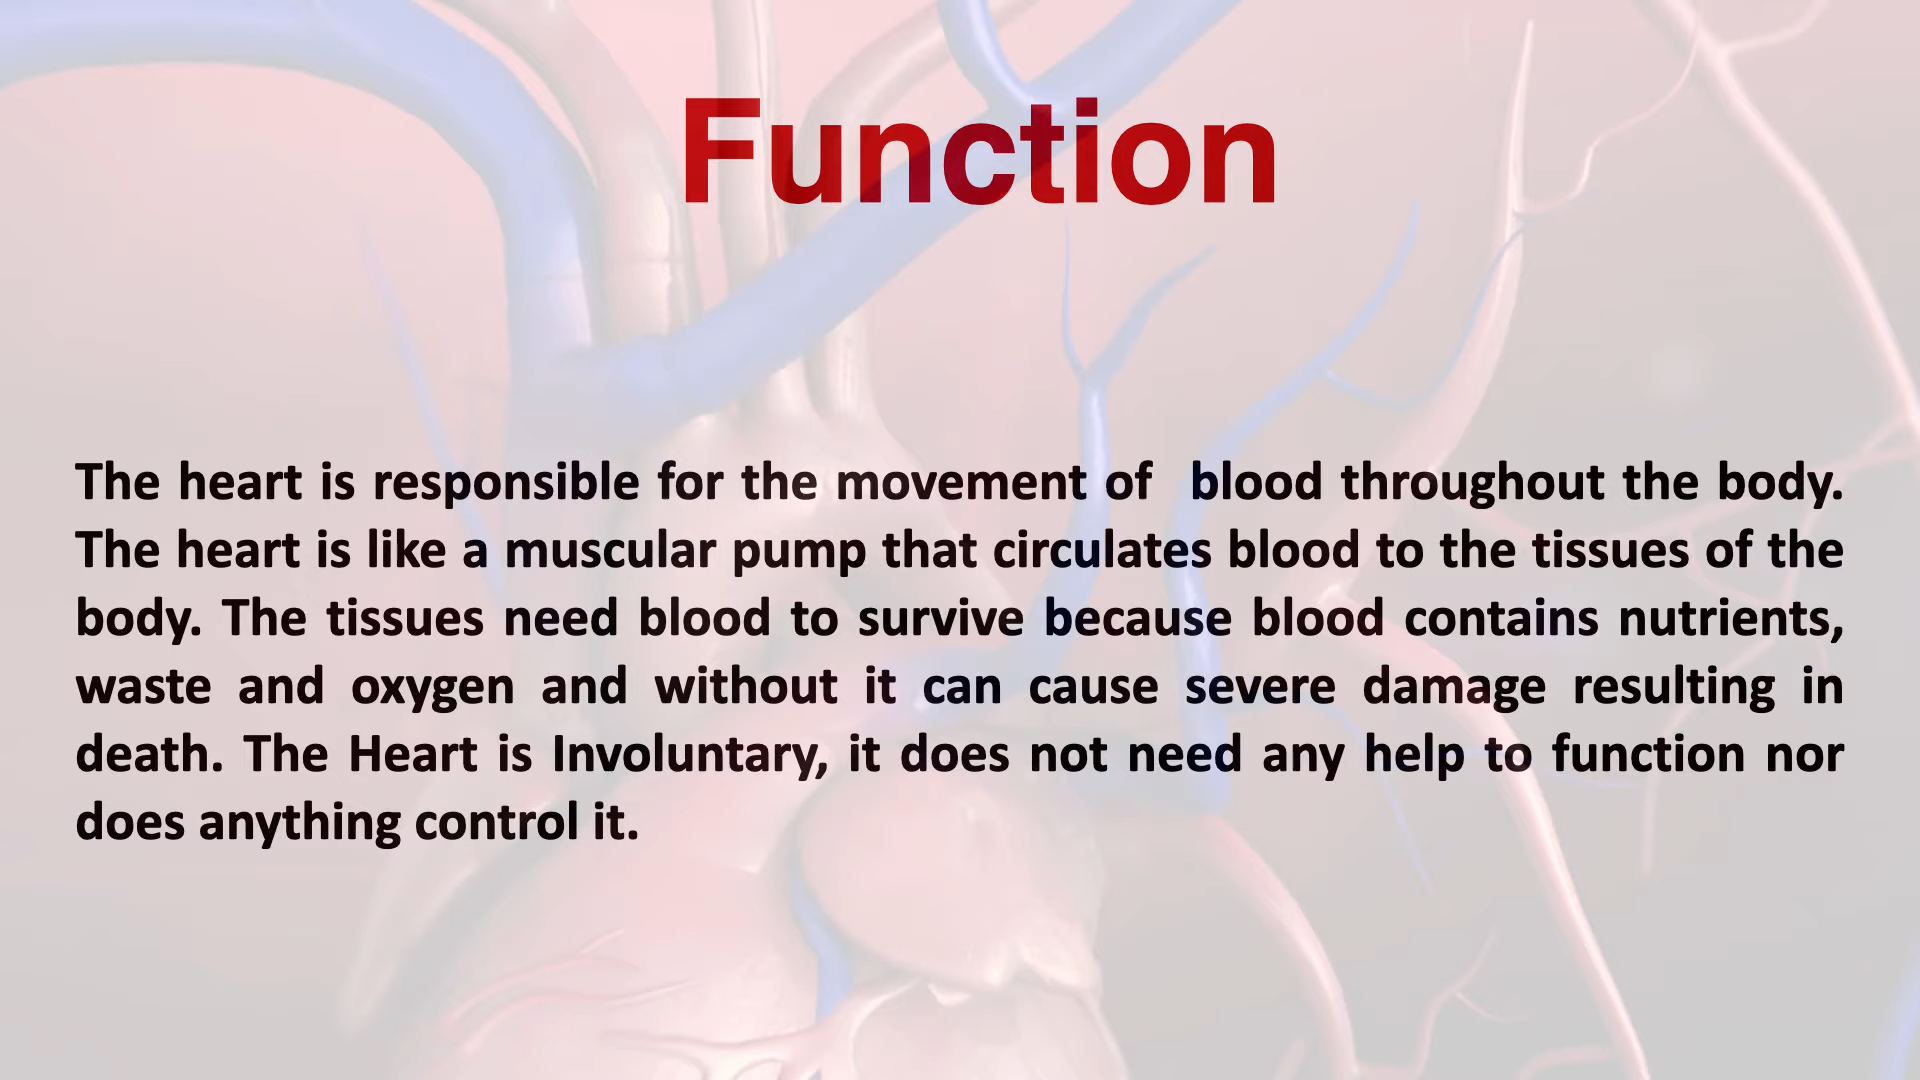 Function
The heart is responsible for the movement of  blood throughout the body.
The heart is like a muscular pump that circulates blood to the tissues of the
body. The tissues need blood to survive because blood contains nutrients,
waste and oxygen and without it can cause severe damage resulting in
death. The Heart is Involuntary, it does not need any help to function nor
does anything control it.